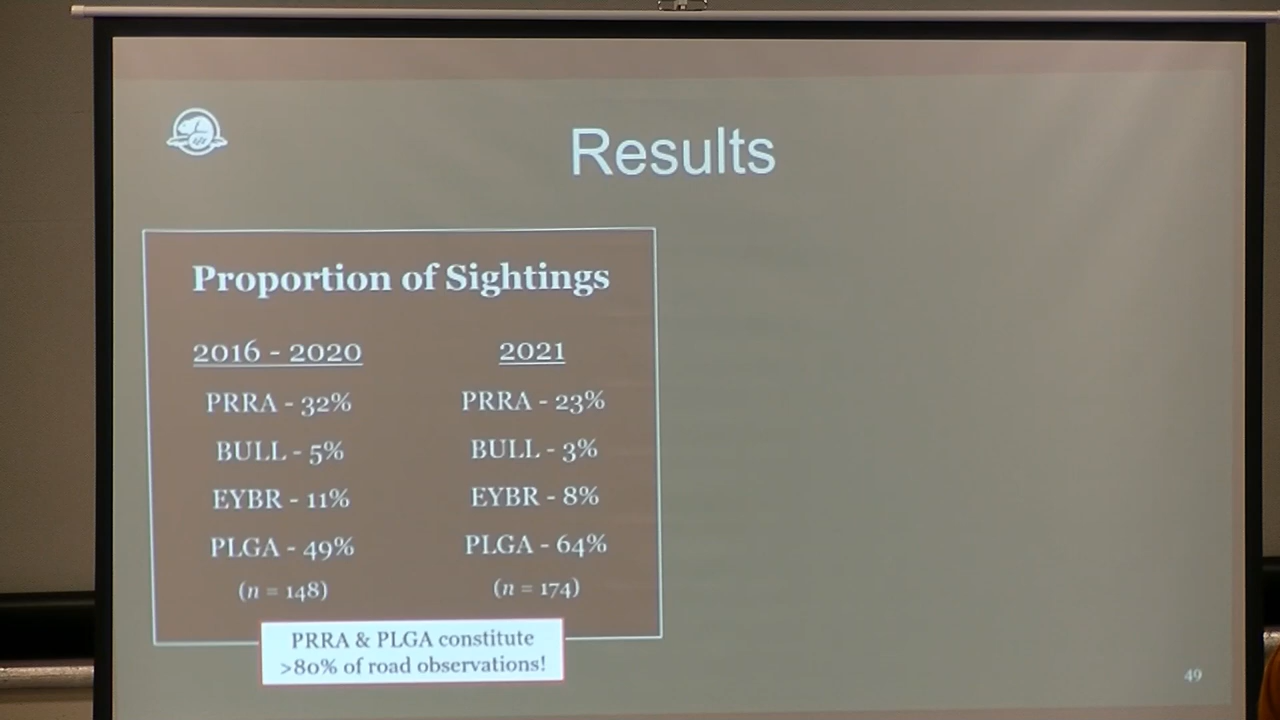 Results
Proportion of Sightings
2016 - 2020
PRRA - 32%
BULL - 5%
EYBR - 11%
PLGA - 49%
(n = 148)
2021
PRRA - 23%
BULL - 3%
EYBR - 8%
PLGA - 64%
(n = 174)
PRRA & PLGA constitute
>80% of road observations!
49